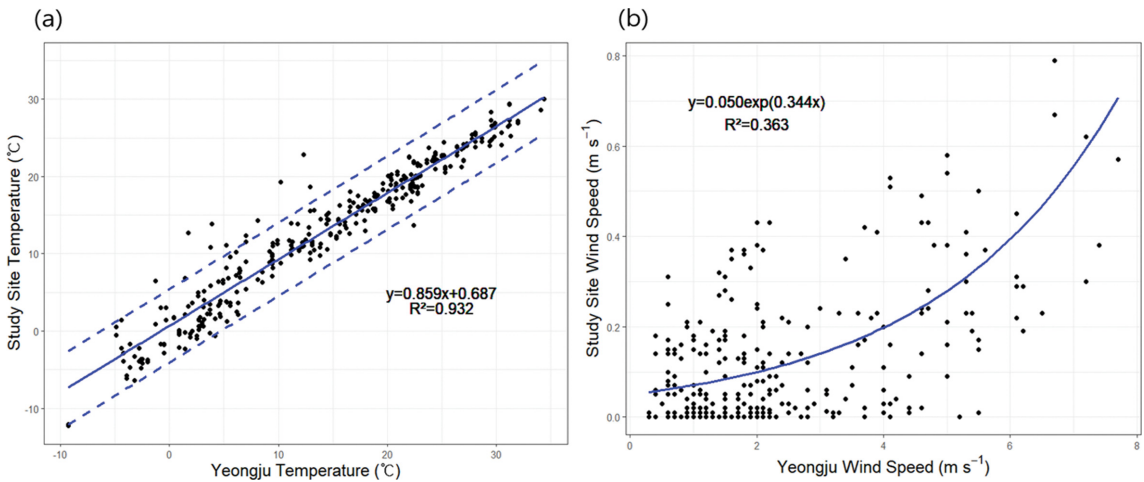 (a)
Study Site Temperature (℃)
30
20
10
0
-10
y=0.859x+0.687
R²=0.932
-10 0 10 20 30
Yeongju Temperature (℃)
(b)
Study Site Wind Speed (m s⁻¹)
0.8
0.6
0.4
0.2
0.0
y=0.050exp(0.344x)
R²=0.363
0 2 4 6 8
Yeongju Wind Speed (m s⁻¹)